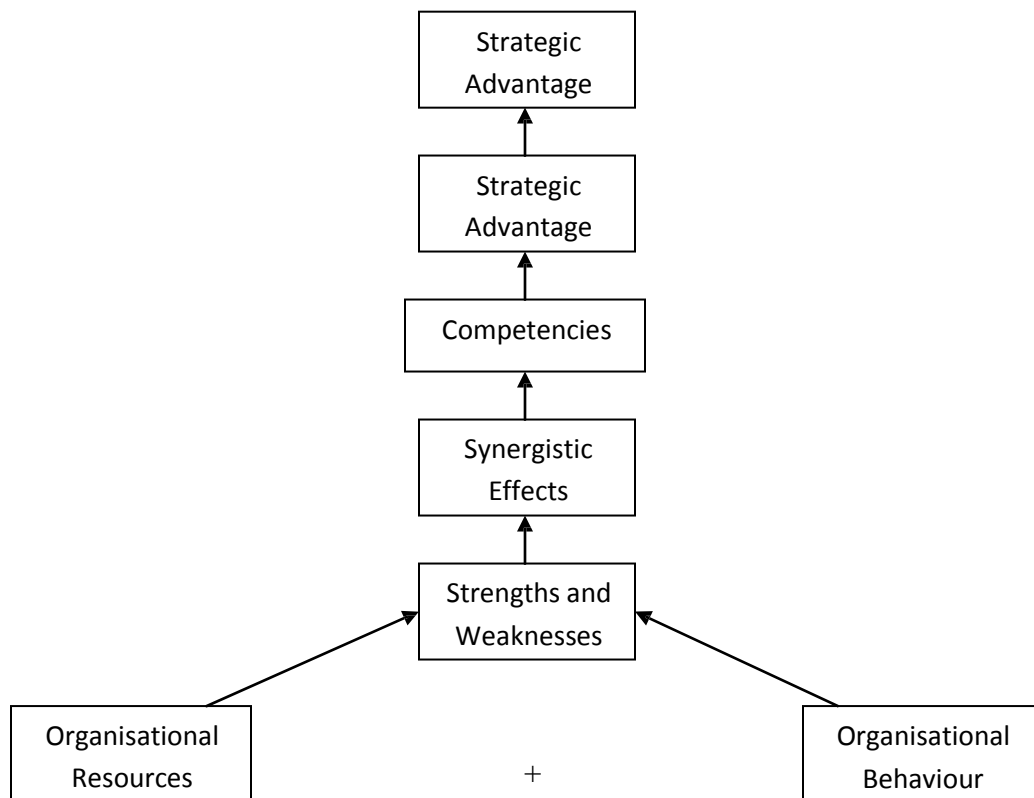 Strategic
Advantage
Strategic
Advantage
Competencies
Synergistic
Effects
Strengths and
Weaknesses
Organisational
Resources
+
Organisational
Behaviour